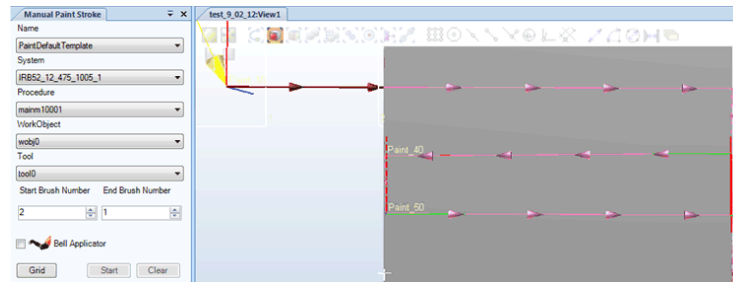 Manual Paint Stroke
test_9_02_12:View1
Name
PaintDefaultTemplate
System
IRB52_12_475_1005_1
Procedure
mainm10001
WorkObject
wobj0
Tool
tool0
Start Brush Number End Brush Number
2 1
Bell Applicator
Grid Start Clear
Paint_40
Paint_50